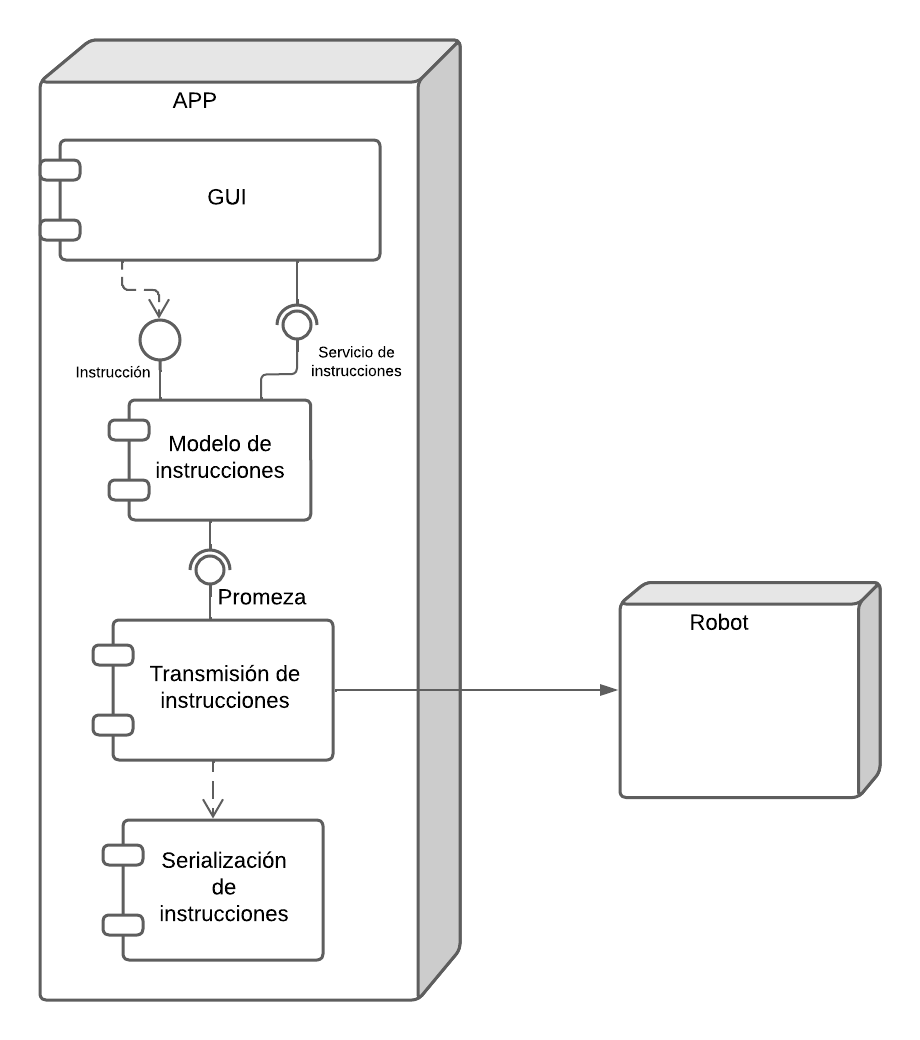 APP
GUI
Instrucción
Servicio de
instrucciones
Modelo de
instrucciones
Promeza
Robot
Transmisión de
instrucciones
Serialización
de
instrucciones